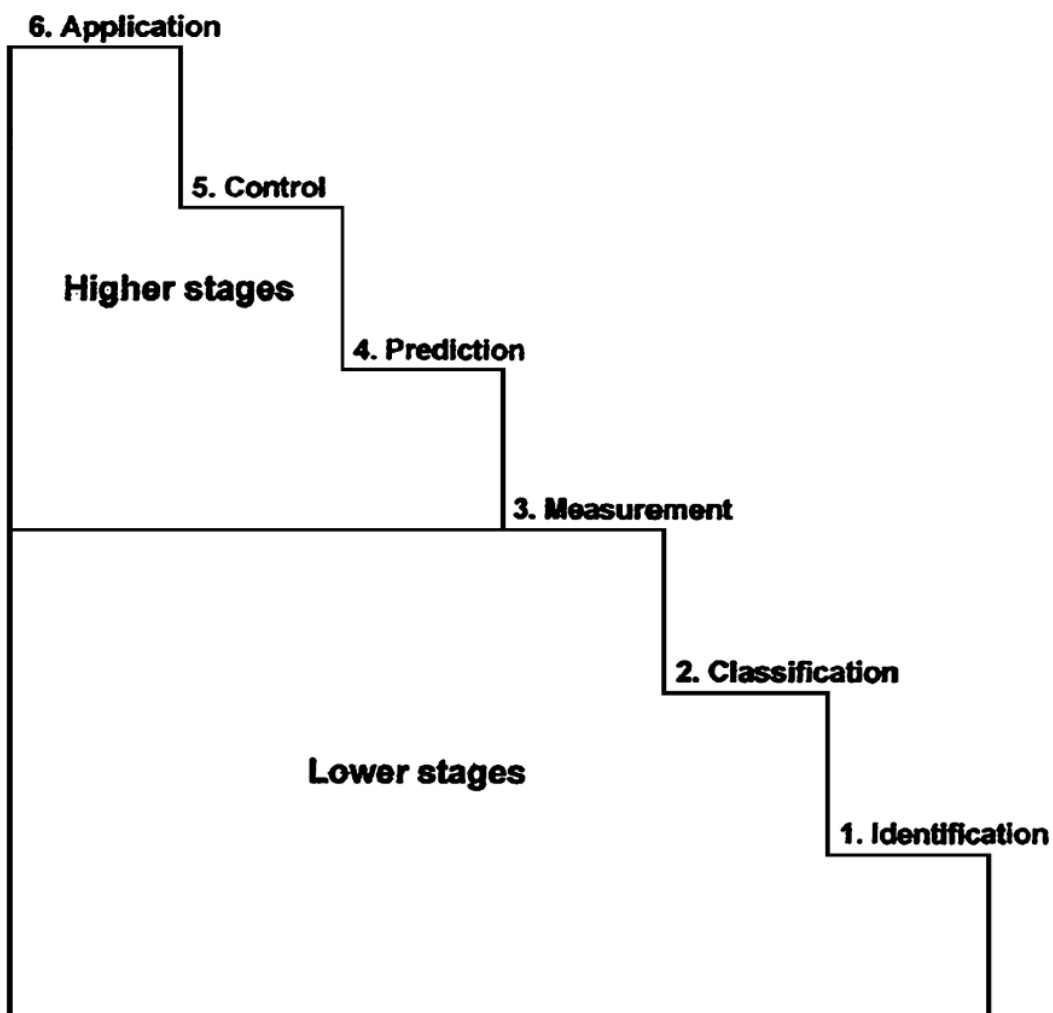 6. Application
5. Control
Higher stages
4. Prediction
3. Measurement
2. Classification
Lower stages
1. Identification